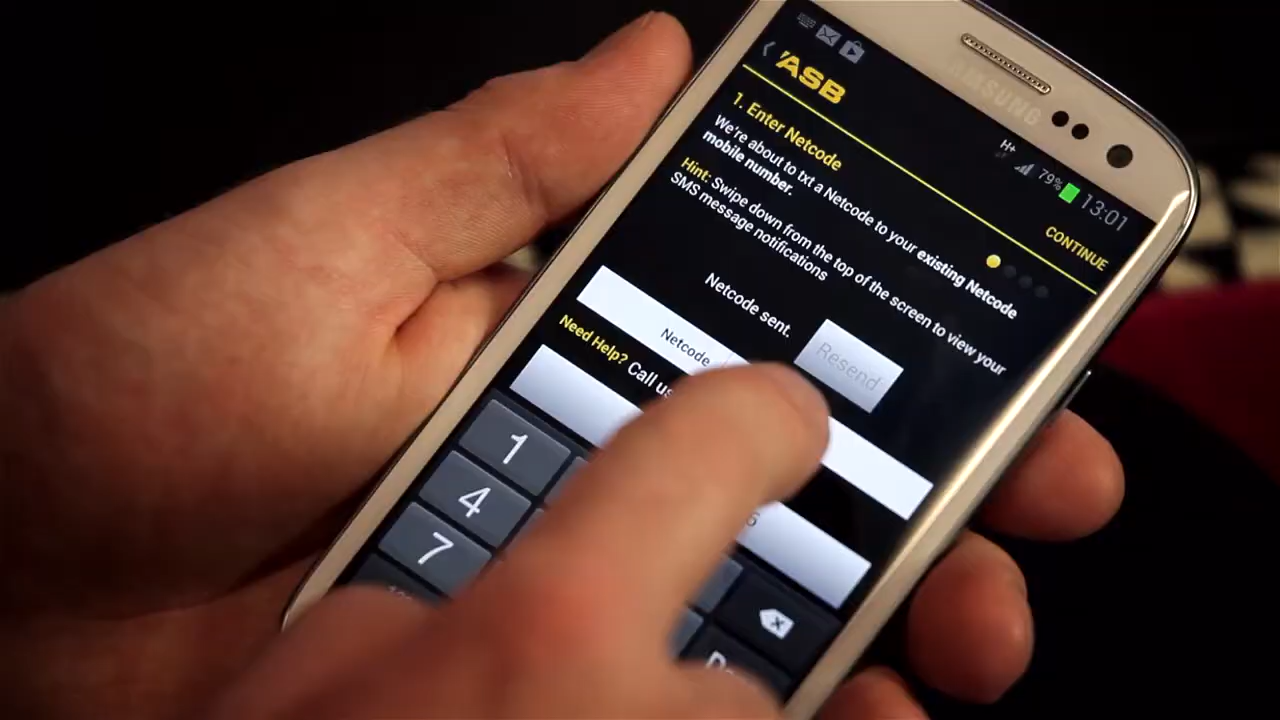 SAMSUNG
H+ 79% 13:01
ASB
CONTINUE
1. Enter Netcode
We're about to txt a Netcode to your existing Netcode
mobile number.
Hint: Swipe down from the top of the screen to view your
SMS message notifications
Netcode sent.
Resend
Netcode
Need Help? Call us
6
1
4
7